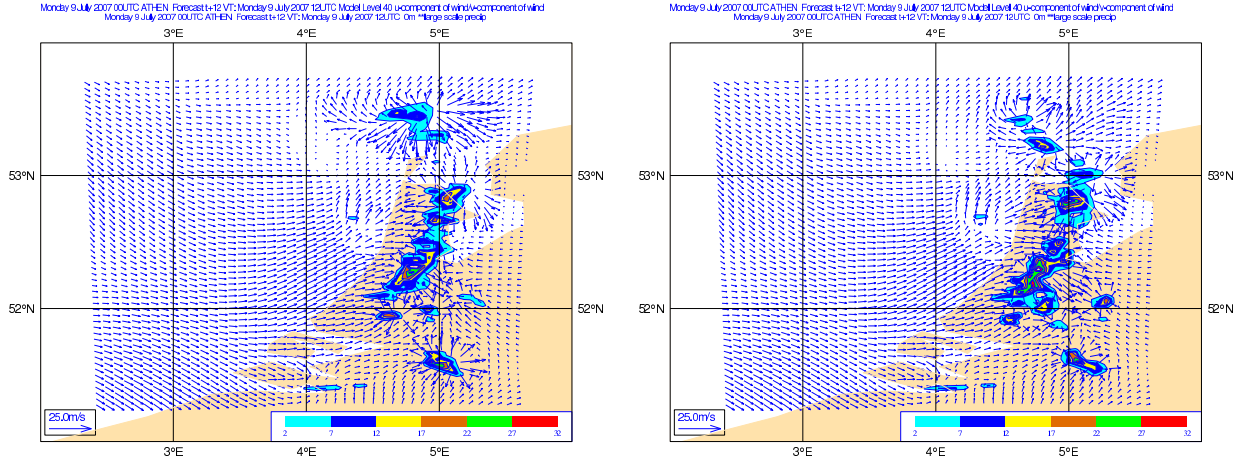 Monday 9 July 2007 00UTC ATHEN Forecast t+12 VT: Monday 9 July 2007 12UTC Model Level 40 u-component of wind/v-component of wind
Monday 9 July 2007 00UTC ATHEN Forecast t+12 VT: Monday 9 July 2007 12UTC 0m **large scale precip
3°E 4°E 5°E
53°N
52°N
25.0m/s
2 7 12 17 22 27 32
3°E 4°E 5°E
Monday 9 July 2007 00UTC ATHEN Forecast t+12 VT: Monday 9 July 2007 12UTC Model Level 40 u-component of wind/v-component of wind
Monday 9 July 2007 00UTC ATHEN Forecast t+12 VT: Monday 9 July 2007 12UTC 0m **large scale precip
3°E 4°E 5°E
53°N 53°N
52°N 52°N
25.0m/s
2 7 12 17 22 27 32
3°E 4°E 5°E